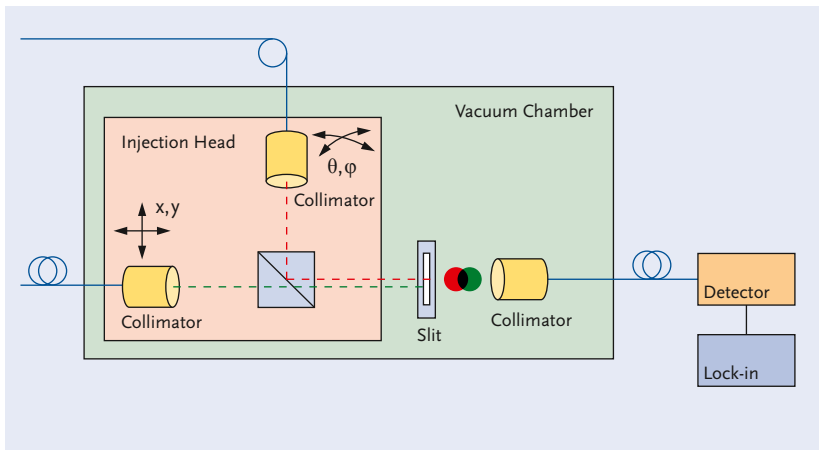 Vacuum Chamber
Injection Head
θ,φ
Collimator
x,y
Collimator
Slit
Collimator
Detector
Lock-in